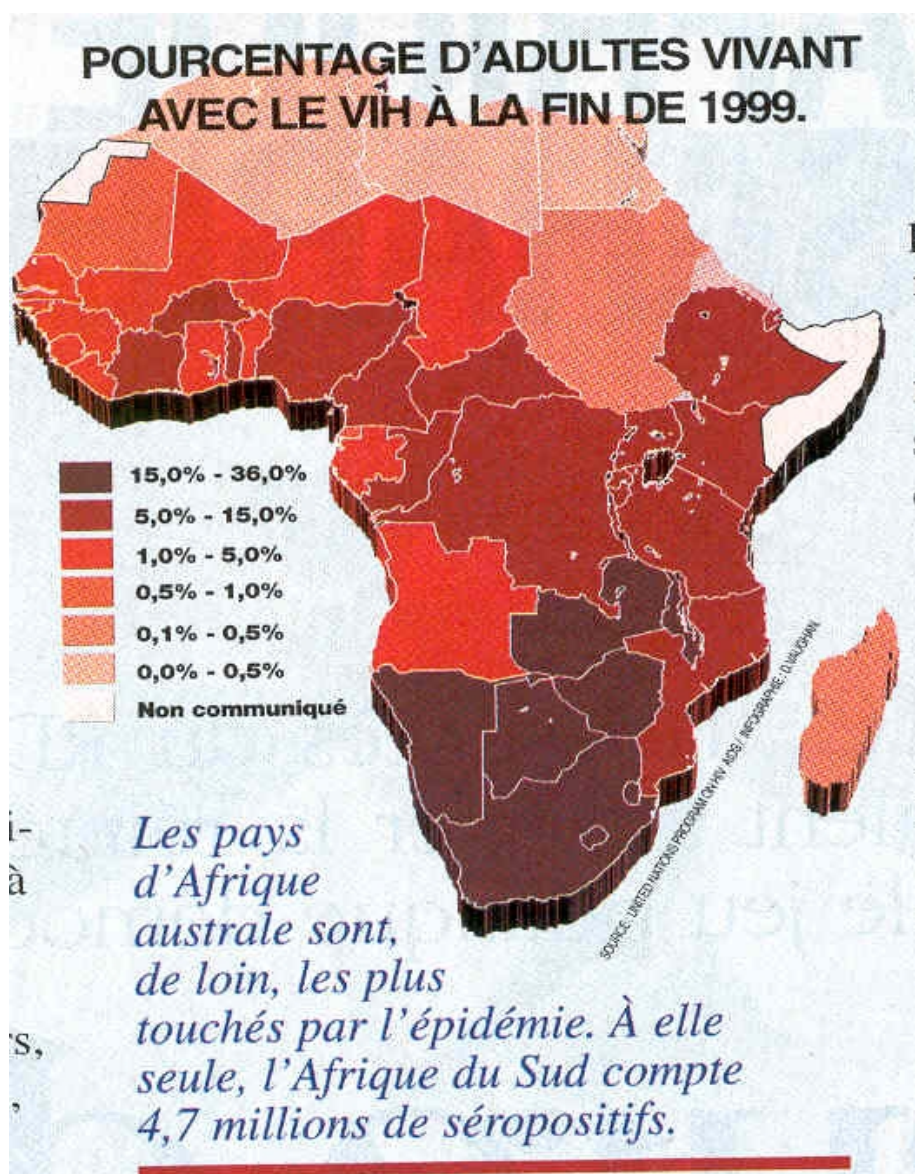 POURCENTAGE D'ADULTES VIVANT
AVEC LE VIH À LA FIN DE 1999.
15,0% - 36,0%
5,0% - 15,0%
1,0% - 5,0%
0,5% - 1,0%
0,1% - 0,5%
0,0% - 0,5%
Non communiqué
SOURCE : UNITED NATIONS PROGRAM ON HIV AIDS / INFOGRAPHIE : D.VAUGHAN.
Les pays
d'Afrique
australe sont,
de loin, les plus
touchés par l'épidémie. À elle
seule, l'Afrique du Sud compte
4,7 millions de séropositifs.
i-
à
s,